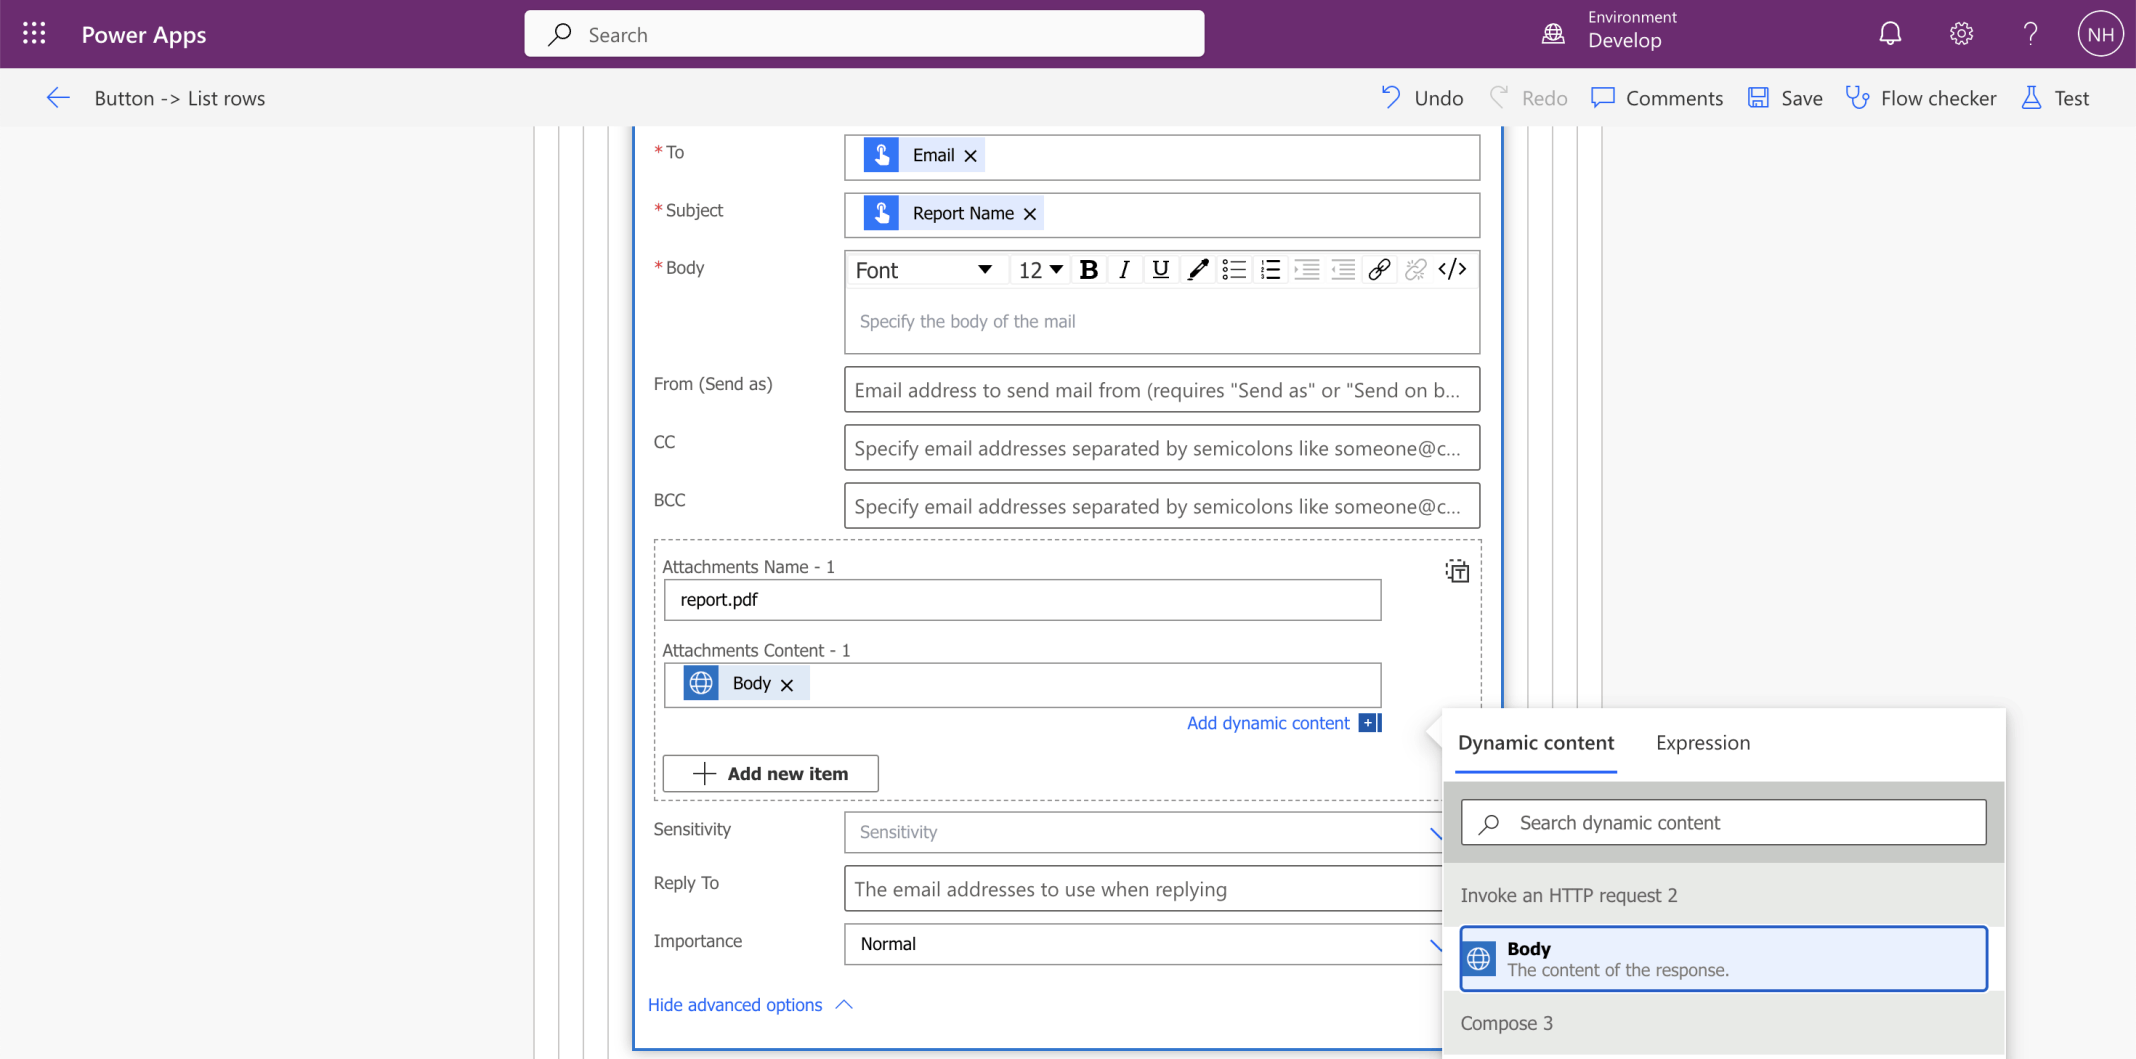 Power Apps
Search
Environment
Develop
NH
Button -> List rows
Undo
Redo
Comments
Save
Flow checker
Test
* To
Email
* Subject
Report Name
* Body
Font
12
B
I
U
Specify the body of the mail
From (Send as)
Email address to send mail from (requires "Send as" or "Send on b...
CC
Specify email addresses separated by semicolons like someone@c...
BCC
Specify email addresses separated by semicolons like someone@c...
Attachments Name - 1
report.pdf
Attachments Content - 1
Body
Add dynamic content
Add new item
Sensitivity
Sensitivity
Reply To
The email addresses to use when replying
Importance
Normal
Hide advanced options
Dynamic content
Expression
Search dynamic content
Invoke an HTTP request 2
Body
The content of the response.
Compose 3